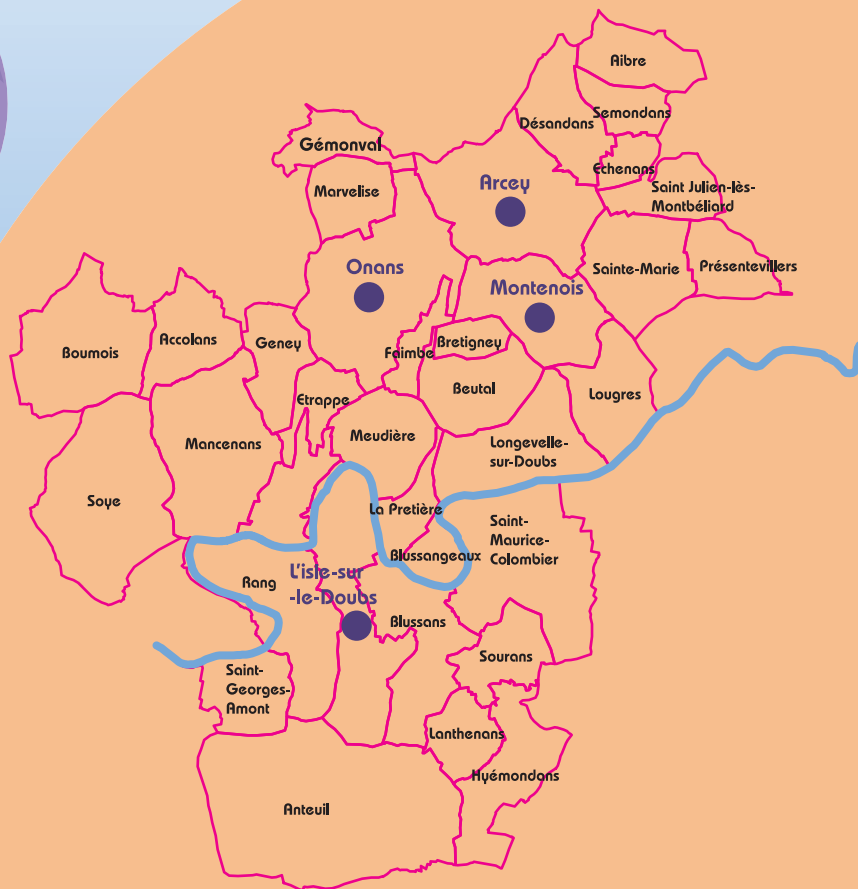 Aibre
Semondans
Désandans
Gémonval
Echenans
Arcey
Marvelise
Saint Julien-lès-
Montbéliard
Onans
Sainte-Marie
Présentevillers
Montenois
Accolans
Geney
Bretigney
Boumois
Faimbe
Beutal
Lougres
Etrappe
Meudière
Mancenans
Longevelle-
sur-Doubs
Soye
La Pretière
Saint-
Maurice-
Colombier
Blussangeaux
L'isle-sur
-le-Doubs
Rang
Blussans
Sourans
Saint-
Georges-
Amont
Lanthenans
Hyémondans
Anteuil